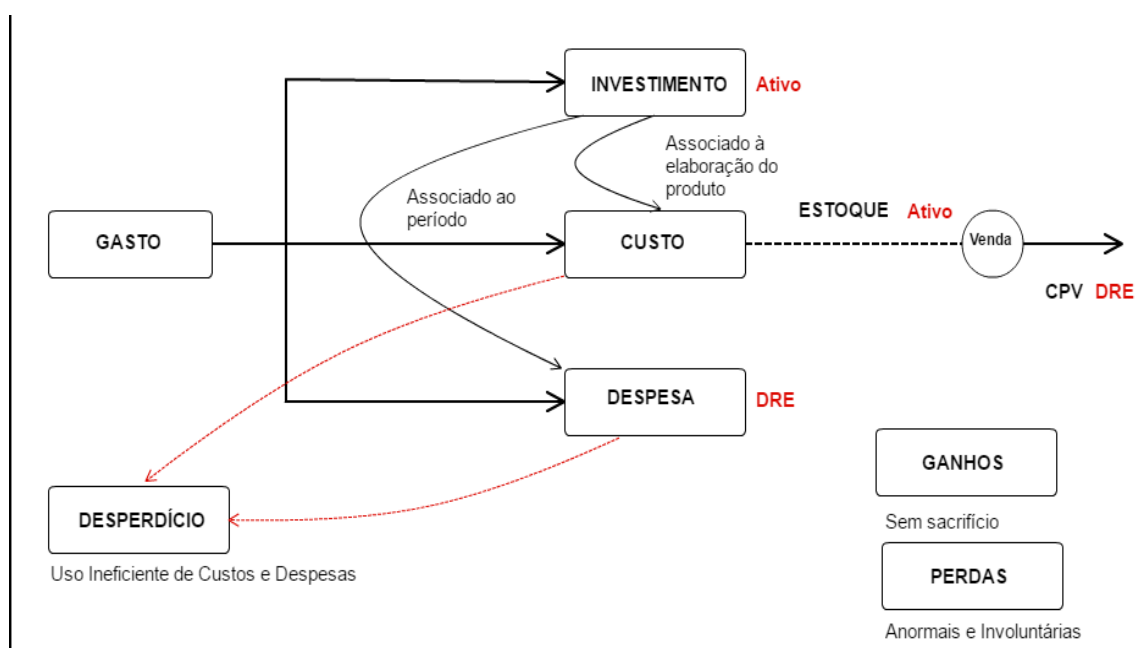 INVESTIMENTO Ativo
Associado à
elaboração do
produto
Associado ao
período
ESTOQUE Ativo
GASTO
CUSTO
Venda
CPV DRE
DESPESA DRE
GANHOS
Sem sacrifício
DESPERDÍCIO
Uso Ineficiente de Custos e Despesas
PERDAS
Anormais e Involuntárias